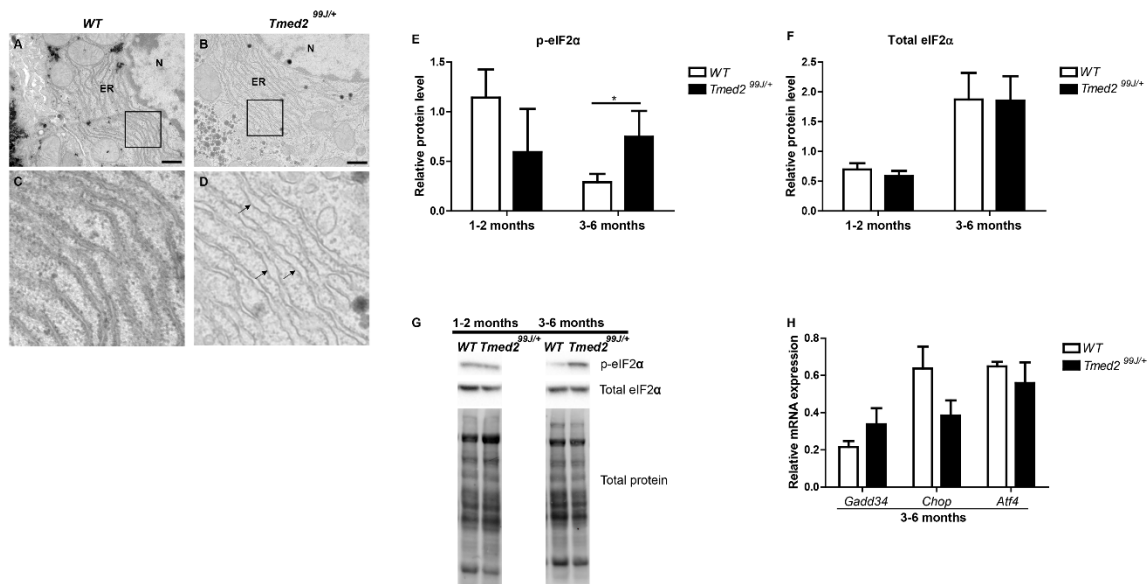 WT
Tmed2 99J/+
A
N
ER
B
N
ER
C
D
E
p-eIF2α
Relative protein level
1.5
1.0
0.5
0.0
*
1-2 months
3-6 months
WT
Tmed2 99J/+
F
Total eIF2α
Relative protein level
3.0
2.5
2.0
1.5
1.0
0.5
0.0
1-2 months
3-6 months
WT
Tmed2 99J/+
G
1-2 months 3-6 months
WT Tmed2 99J/+ WT Tmed2 99J/+
p-eIF2α
Total eIF2α
Total protein
H
Relative mRNA expression
0.8
0.6
0.4
0.2
0.0
Gadd34 Chop Atf4
3-6 months
WT
Tmed2 99J/+